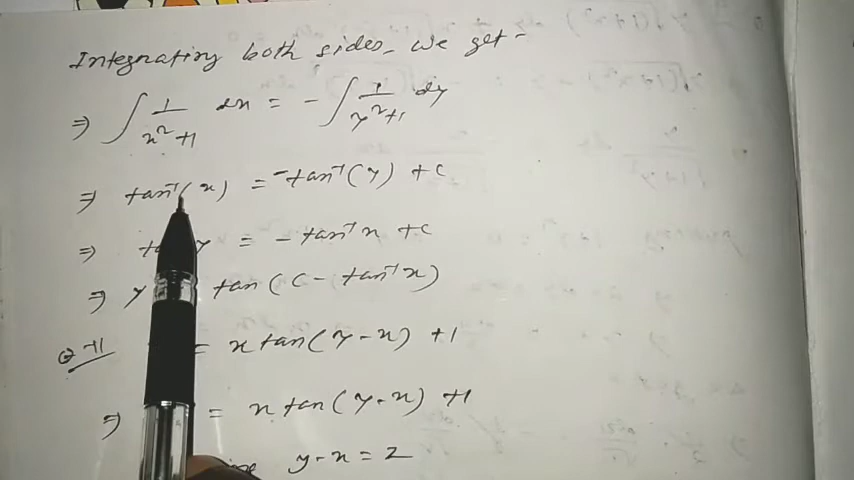 Integrating both sides, we get -
⇒ ∫ 1/(x²+1) dx = - ∫ 1/(y²+1) dy
⇒ tan⁻¹(x) = -tan⁻¹(y) + c
⇒ y = - tan⁻¹x + c
⇒ y tan(c - tan⁻¹x)
Q → 1 = x tan(y-x) + 1
⇒ = x tan(y-x) + 1
y-x = z